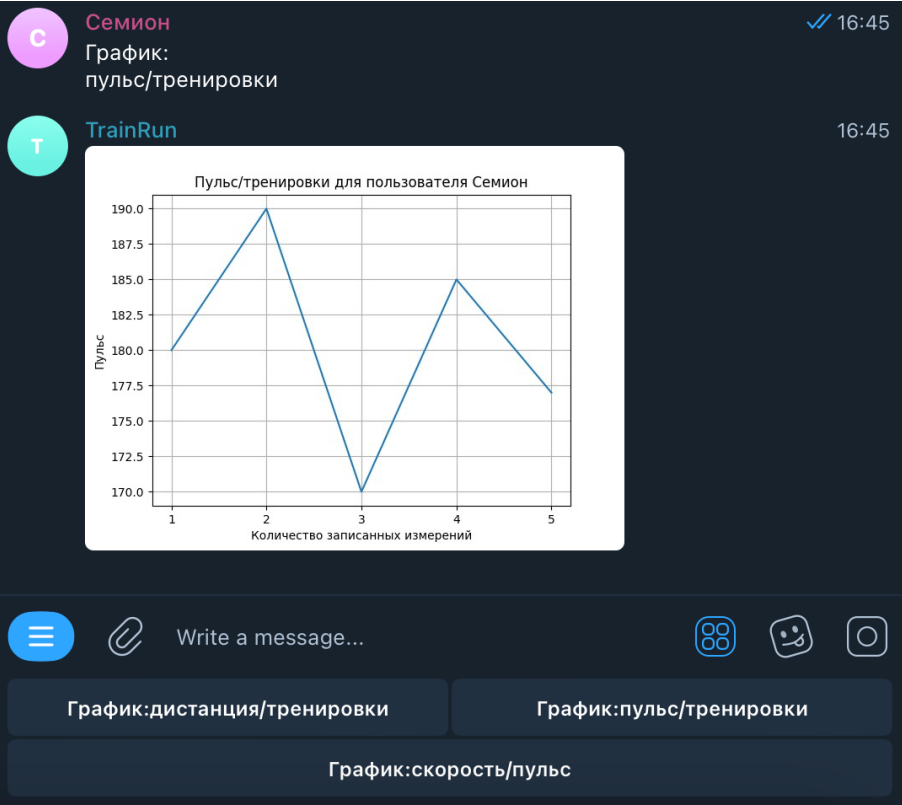 С
Семион
16:45
График:
пульс/тренировки
T
TrainRun
16:45
Пульс/тренировки для пользователя Семион
190.0
187.5
185.0
182.5
180.0
177.5
175.0
172.5
170.0
Пульс
1 2 3 4 5
Количество записанных измерений
Write a message...
График:дистанция/тренировки
График:пульс/тренировки
График:скорость/пульс